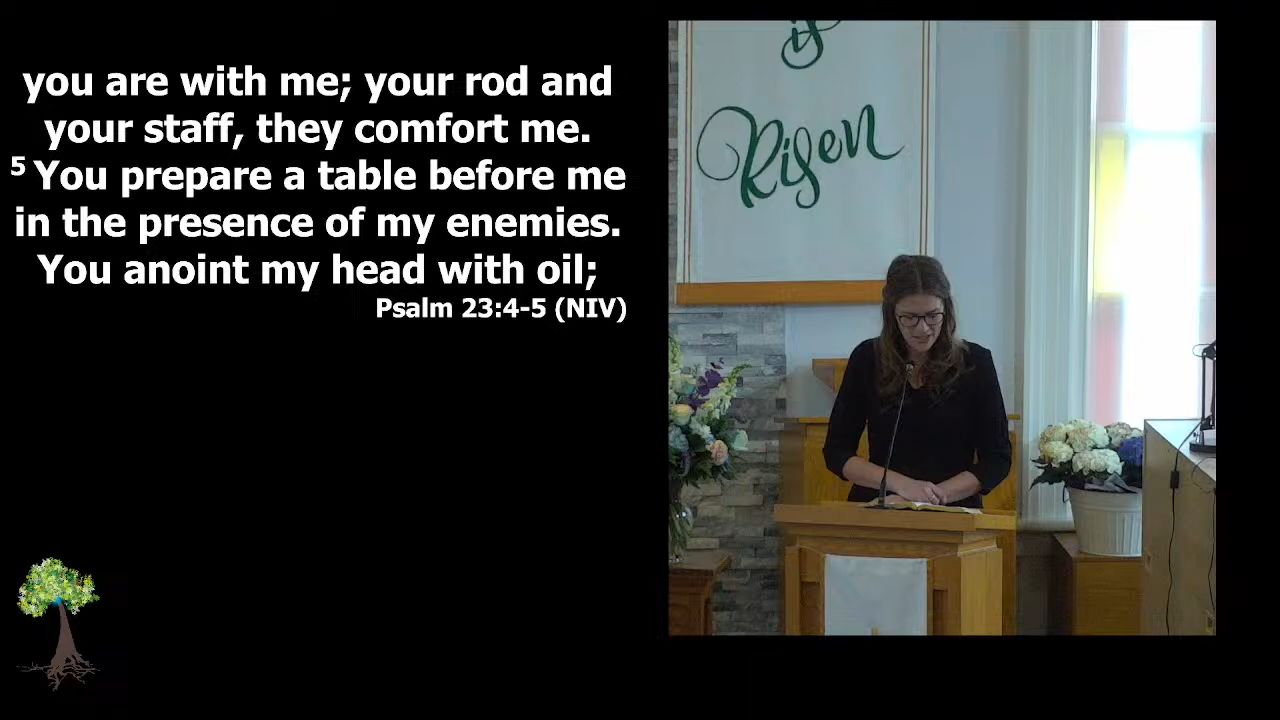 you are with me; your rod and
your staff, they comfort me.
5 You prepare a table before me
in the presence of my enemies.
You anoint my head with oil;
Psalm 23:4-5 (NIV)
is
Risen